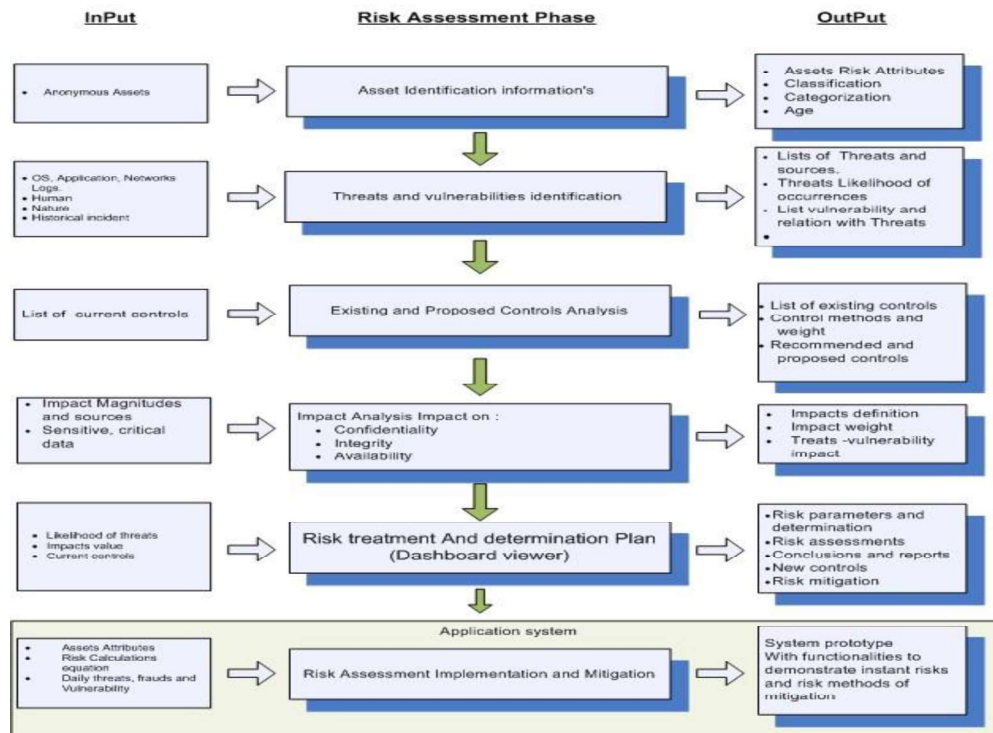 InPut
Risk Assessment Phase
OutPut
• Anonymous Assets
Asset Identification information's
- Assets Risk Attributes
• Classification
• Categorization
• Age
• OS, Application, Networks
Logs.
• Human
• Nature
• Historical incident
Threats and vulnerabilities identification
• Lists of Threats and
sources.
• Threats Likelihood of
occurrences
- List vulnerability and
relation with Threats
•
List of current controls
Existing and Proposed Controls Analysis
• List of existing controls
• Control methods and
weight
• Recommended and
proposed controls
• Impact Magnitudes
and sources
• Sensitive, critical
data
Impact Analysis Impact on :
• Confidentiality
• Integrity
• Availability
• Impacts definition
• Impact weight
• Treats -vulnerability
impact
• Likelihood of threats
• Impacts value
- Current controls
Risk treatment And determination Plan
(Dashboard viewer)
• Risk parameters and
determination
• Risk assessments
- Conclusions and reports
• New controls
• Risk mitigation
Application system
• Assets Attributes
• Risk Calculations
equation
• Daily threats, frauds and
Vulnerability
Risk Assessment Implementation and Mitigation
System prototype
With functionalities to
demonstrate instant risks
and risk methods of
mitigation